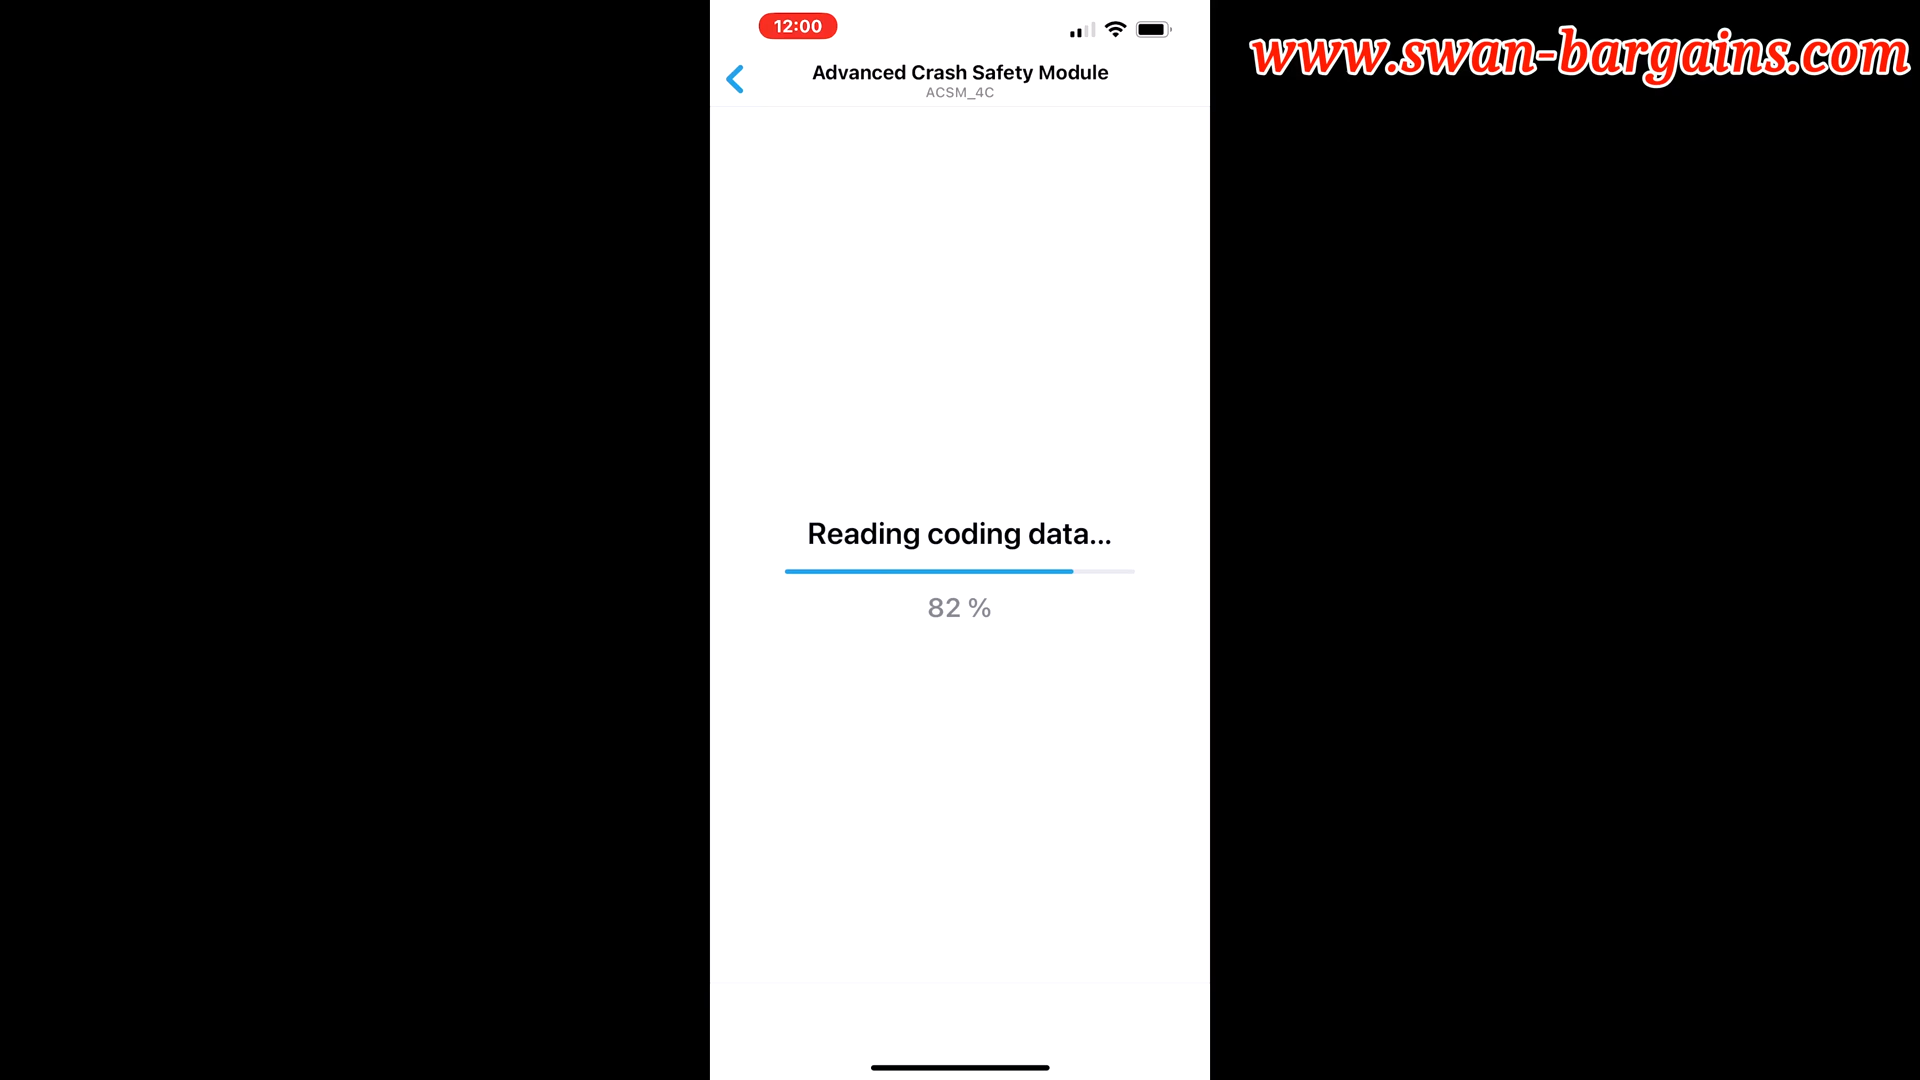 12:00
www.swan-bargains.com
Advanced Crash Safety Module
ACSM_4C
Reading coding data...
82 %